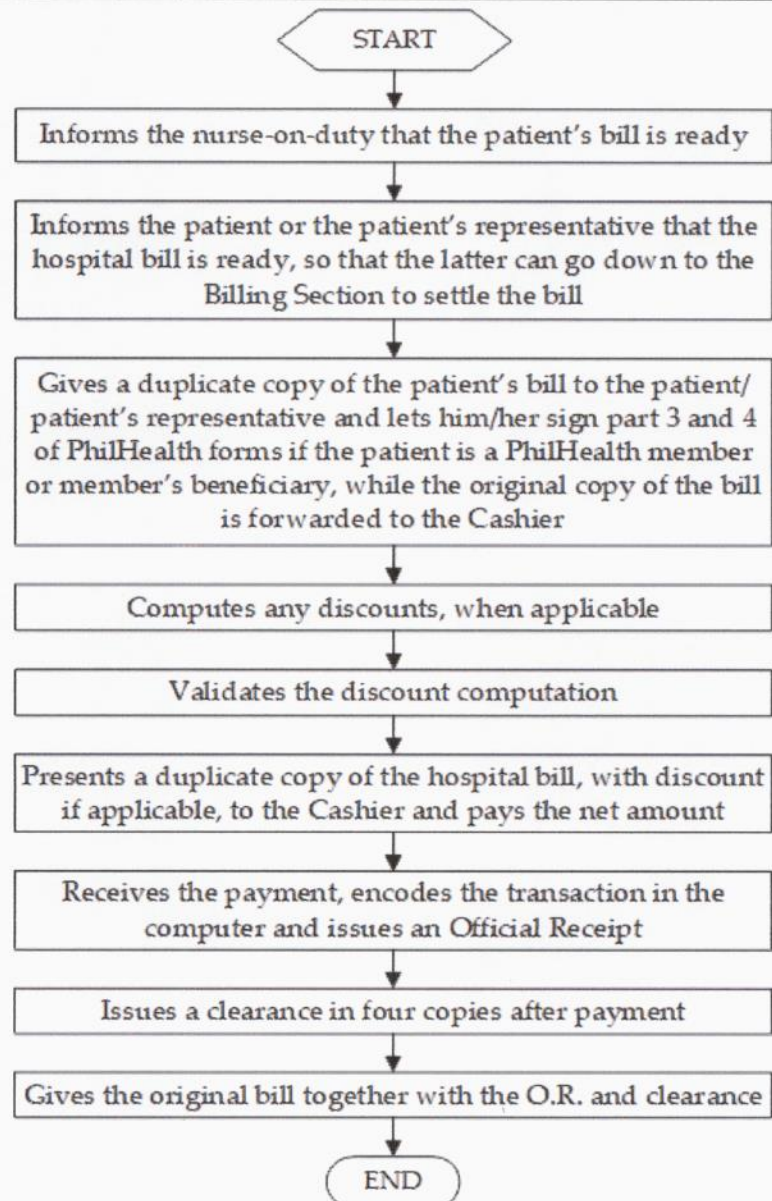 START
Informs the nurse-on-duty that the patient's bill is ready
Informs the patient or the patient's representative that the
hospital bill is ready, so that the latter can go down to the
Billing Section to settle the bill
Gives a duplicate copy of the patient's bill to the patient/
patient's representative and lets him/her sign part 3 and 4
of PhilHealth forms if the patient is a PhilHealth member
or member's beneficiary, while the original copy of the bill
is forwarded to the Cashier
Computes any discounts, when applicable
Validates the discount computation
Presents a duplicate copy of the hospital bill, with discount
if applicable, to the Cashier and pays the net amount
Receives the payment, encodes the transaction in the
computer and issues an Official Receipt
Issues a clearance in four copies after payment
Gives the original bill together with the O.R. and clearance
END